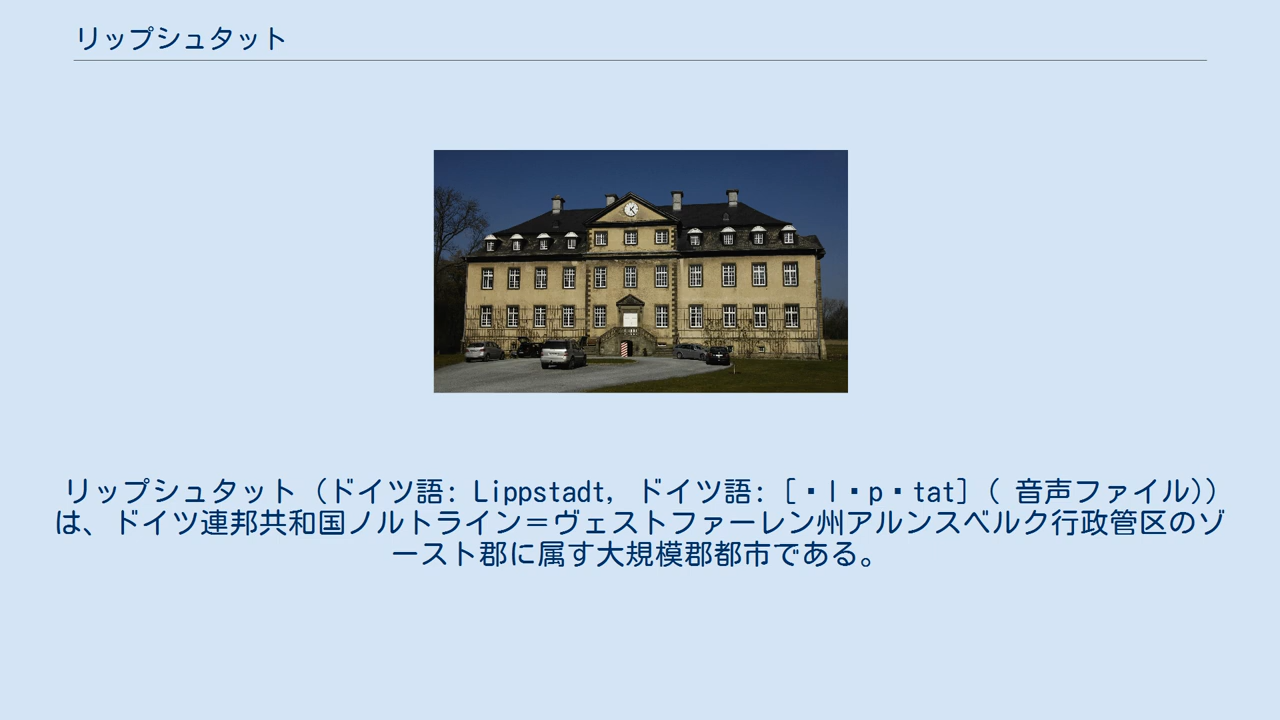 リップシュタット
リップシュタット（ドイツ語: Lippstadt, ドイツ語: [▪l▪p▪tat] ( 音声ファイル)）
は、ドイツ連邦共和国ノルトライン＝ヴェストファーレン州アルンスベルク行政管区のゾ
ースト郡に属す大規模郡都市である。